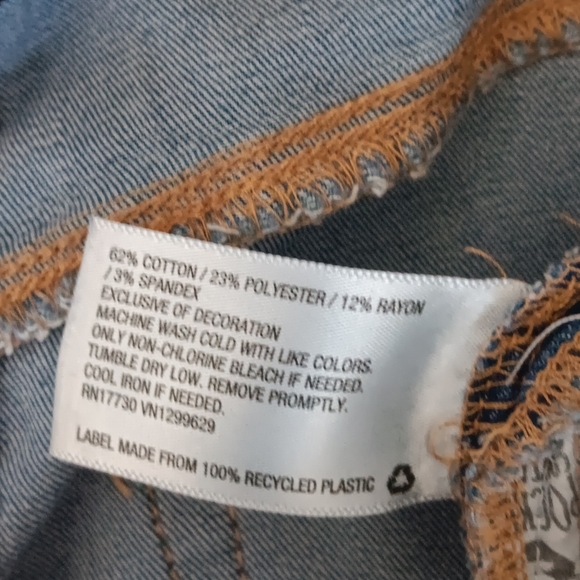 62% COTTON / 23% POLYESTER / 12% RAYON
/ 3% SPANDEX
EXCLUSIVE OF DECORATION
MACHINE WASH COLD WITH LIKE COLORS.
ONLY NON-CHLORINE BLEACH IF NEEDED.
TUMBLE DRY LOW. REMOVE PROMPTLY.
COOL IRON IF NEEDED.
RN17730 VN1299629
LABEL MADE FROM 100% RECYCLED PLASTIC